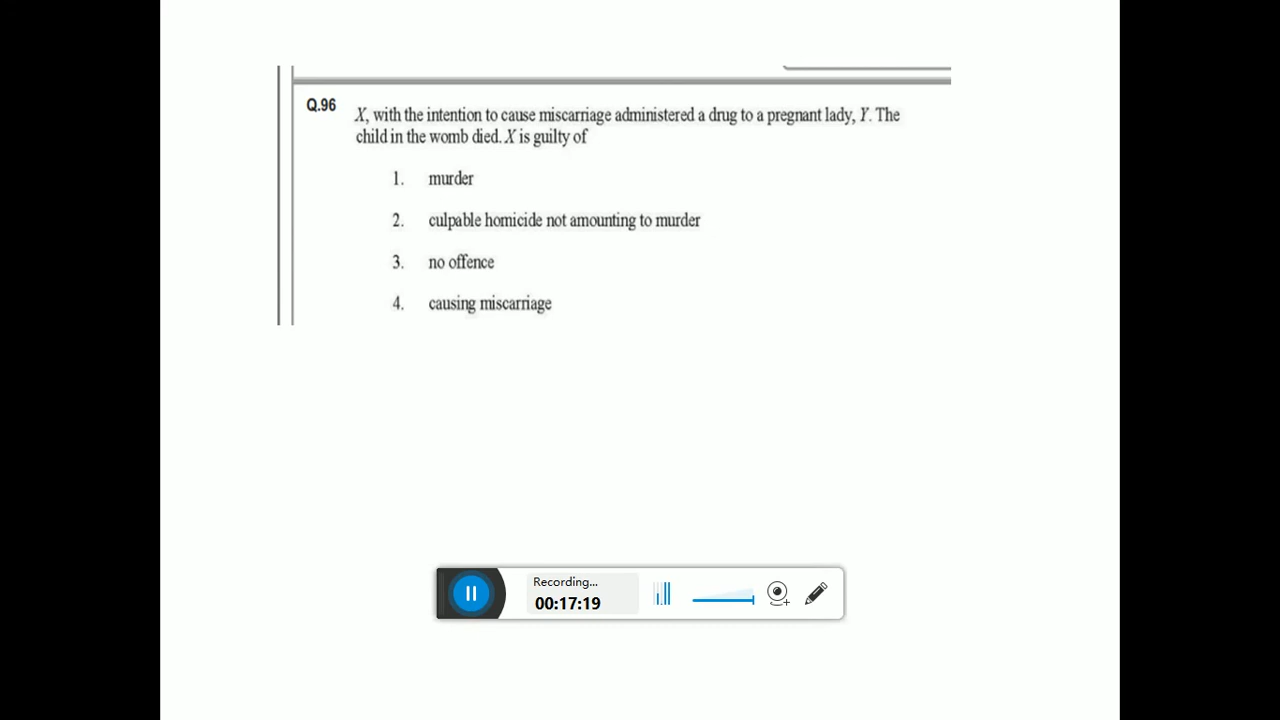 Q.96
X, with the intention to cause miscarriage administered a drug to a pregnant lady, Y. The
child in the womb died. X is guilty of
1. murder
2. culpable homicide not amounting to murder
3. no offence
4. causing miscarriage
Recording...
00:17:19